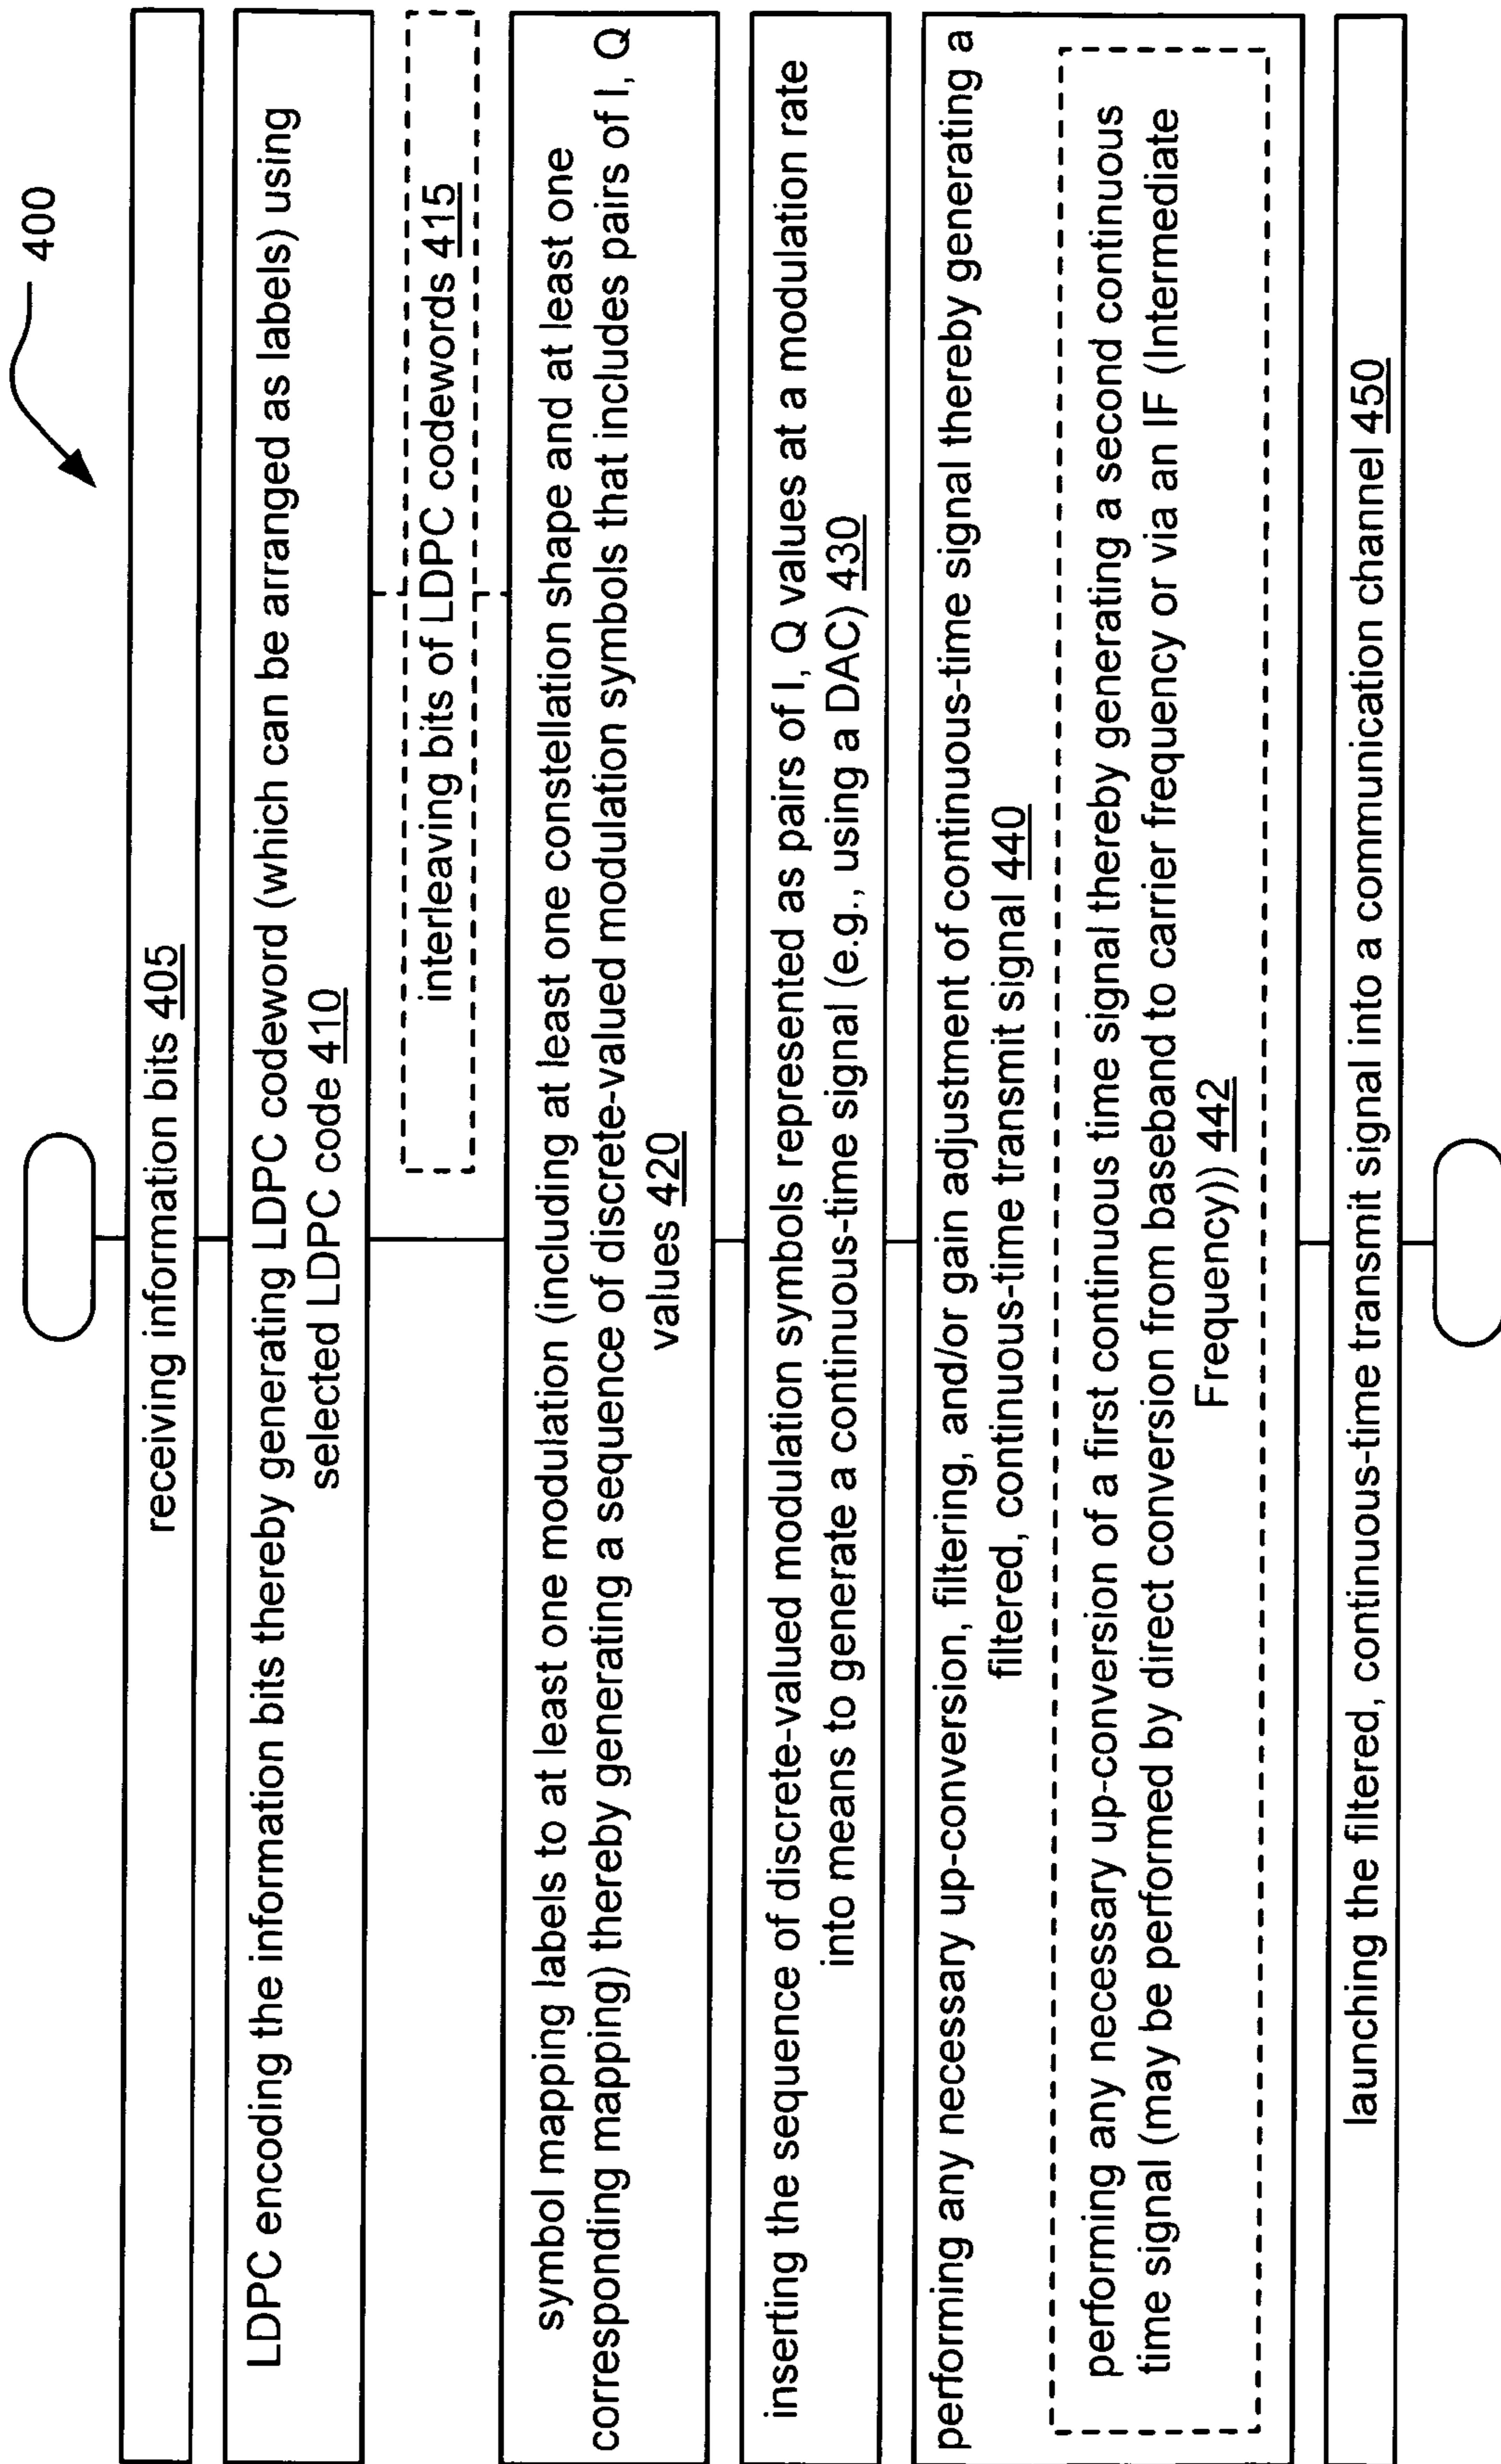 400
receiving information bits 405
LDPC encoding the information bits thereby generating LDPC codeword (which can be arranged as labels) using
selected LDPC code 410
interleaving bits of LDPC codewords 415
symbol mapping labels to at least one modulation (including at least one constellation shape and at least one
corresponding mapping) thereby generating a sequence of discrete-valued modulation symbols that includes pairs of I, Q
values 420
inserting the sequence of discrete-valued modulation symbols represented as pairs of I, Q values at a modulation rate
into means to generate a continuous-time signal (e.g., using a DAC) 430
performing any necessary up-conversion, filtering, and/or gain adjustment of continuous-time signal thereby generating a
filtered, continuous-time transmit signal 440
performing any necessary up-conversion of a first continuous time signal thereby generating a second continuous
time signal (may be performed by direct conversion from baseband to carrier frequency or via an IF (Intermediate
Frequency)) 442
launching the filtered, continuous-time transmit signal into a communication channel 450